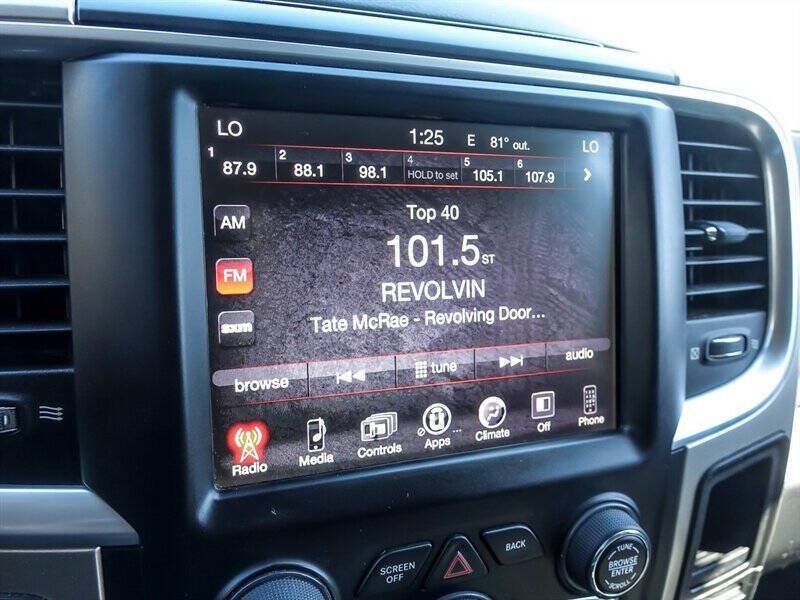 LO 1:25 E 81° out. LO
1 87.9 2 88.1 3 98.1 4 HOLD to set 5 105.1 6 107.9
Top 40
AM
101.5 ST
FM
REVOLVIN
Tate McRae - Revolving Door...
sxm
browse tune audio
Radio Media Controls Apps ... Climate Off Phone
SCREEN OFF
BACK
TUNE
BROWSE
ENTER
SCROLL